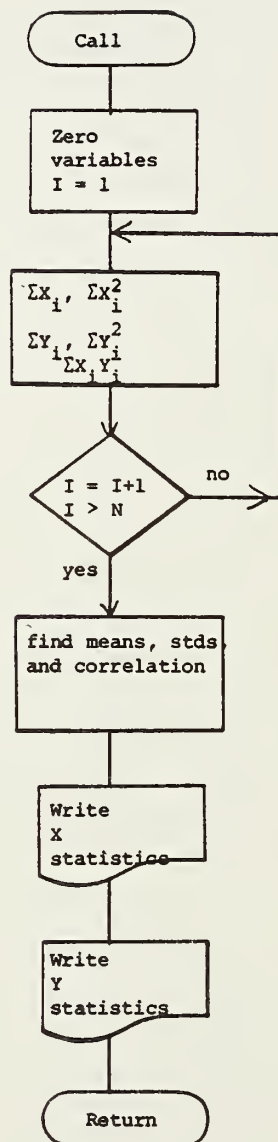 Call
Zero
variables
I = 1
ΣX_i, ΣX_i^2
ΣY_i, ΣY_i^2
ΣX_iY_i
I = I+1
I > N
no
yes
find means, stds,
and correlation
Write
X
statistics
Write
Y
statistics
Return